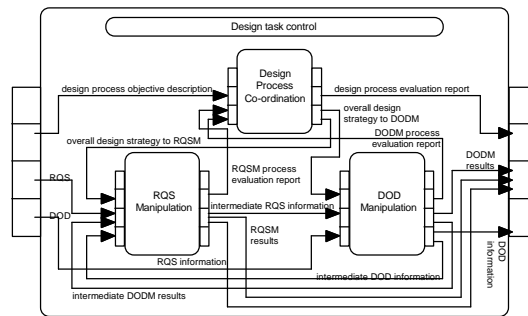 Design task control
Design
Process
Co-ordination
design process objective description
design process evaluation report
overall design
strategy to DODM
DODM process
evaluation report
overall design strategy to RQSM
RQSM process
evaluation report
DODM
results
RQS
RQS
Manipulation
DOD
Manipulation
intermediate RQS information
DOD
RQSM
results
RQS information
intermediate DOD information
intermediate DODM results
DOD
information